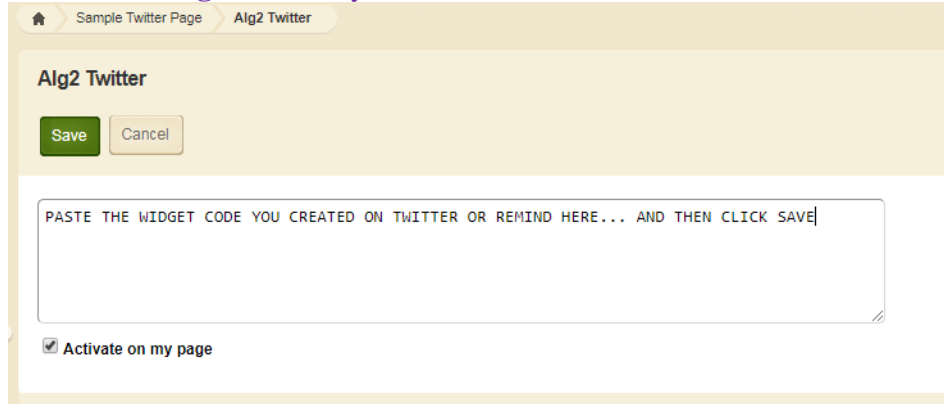 Sample Twitter Page Alg2 Twitter
Alg2 Twitter
Save Cancel
PASTE THE WIDGET CODE YOU CREATED ON TWITTER OR REMIND HERE... AND THEN CLICK SAVE
Activate on my page